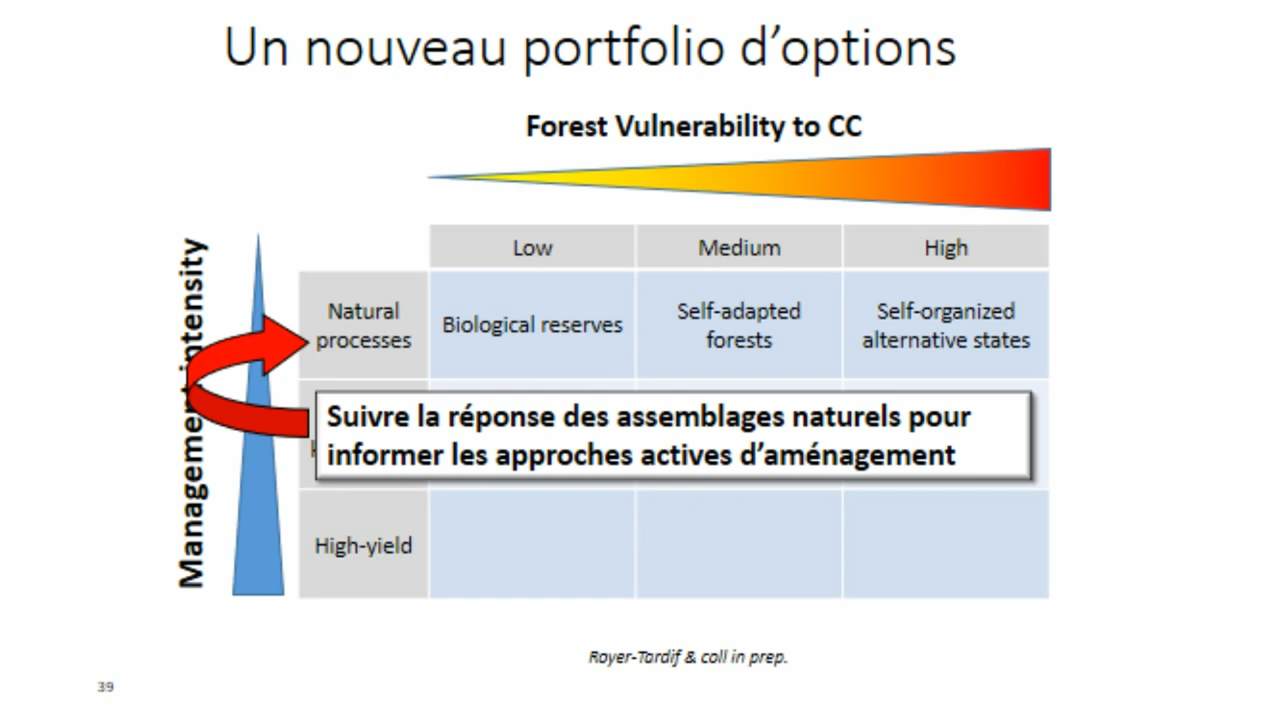 Un nouveau portfolio d'options
Forest Vulnerability to CC
Management intensity
Low
Medium
High
Natural
processes
Biological reserves
Self-adapted
forests
Self-organized
alternative states
Suivre la réponse des assemblages naturels pour
informer les approches actives d'aménagement
High-yield
Royer-Tardif & coll in prep.
39